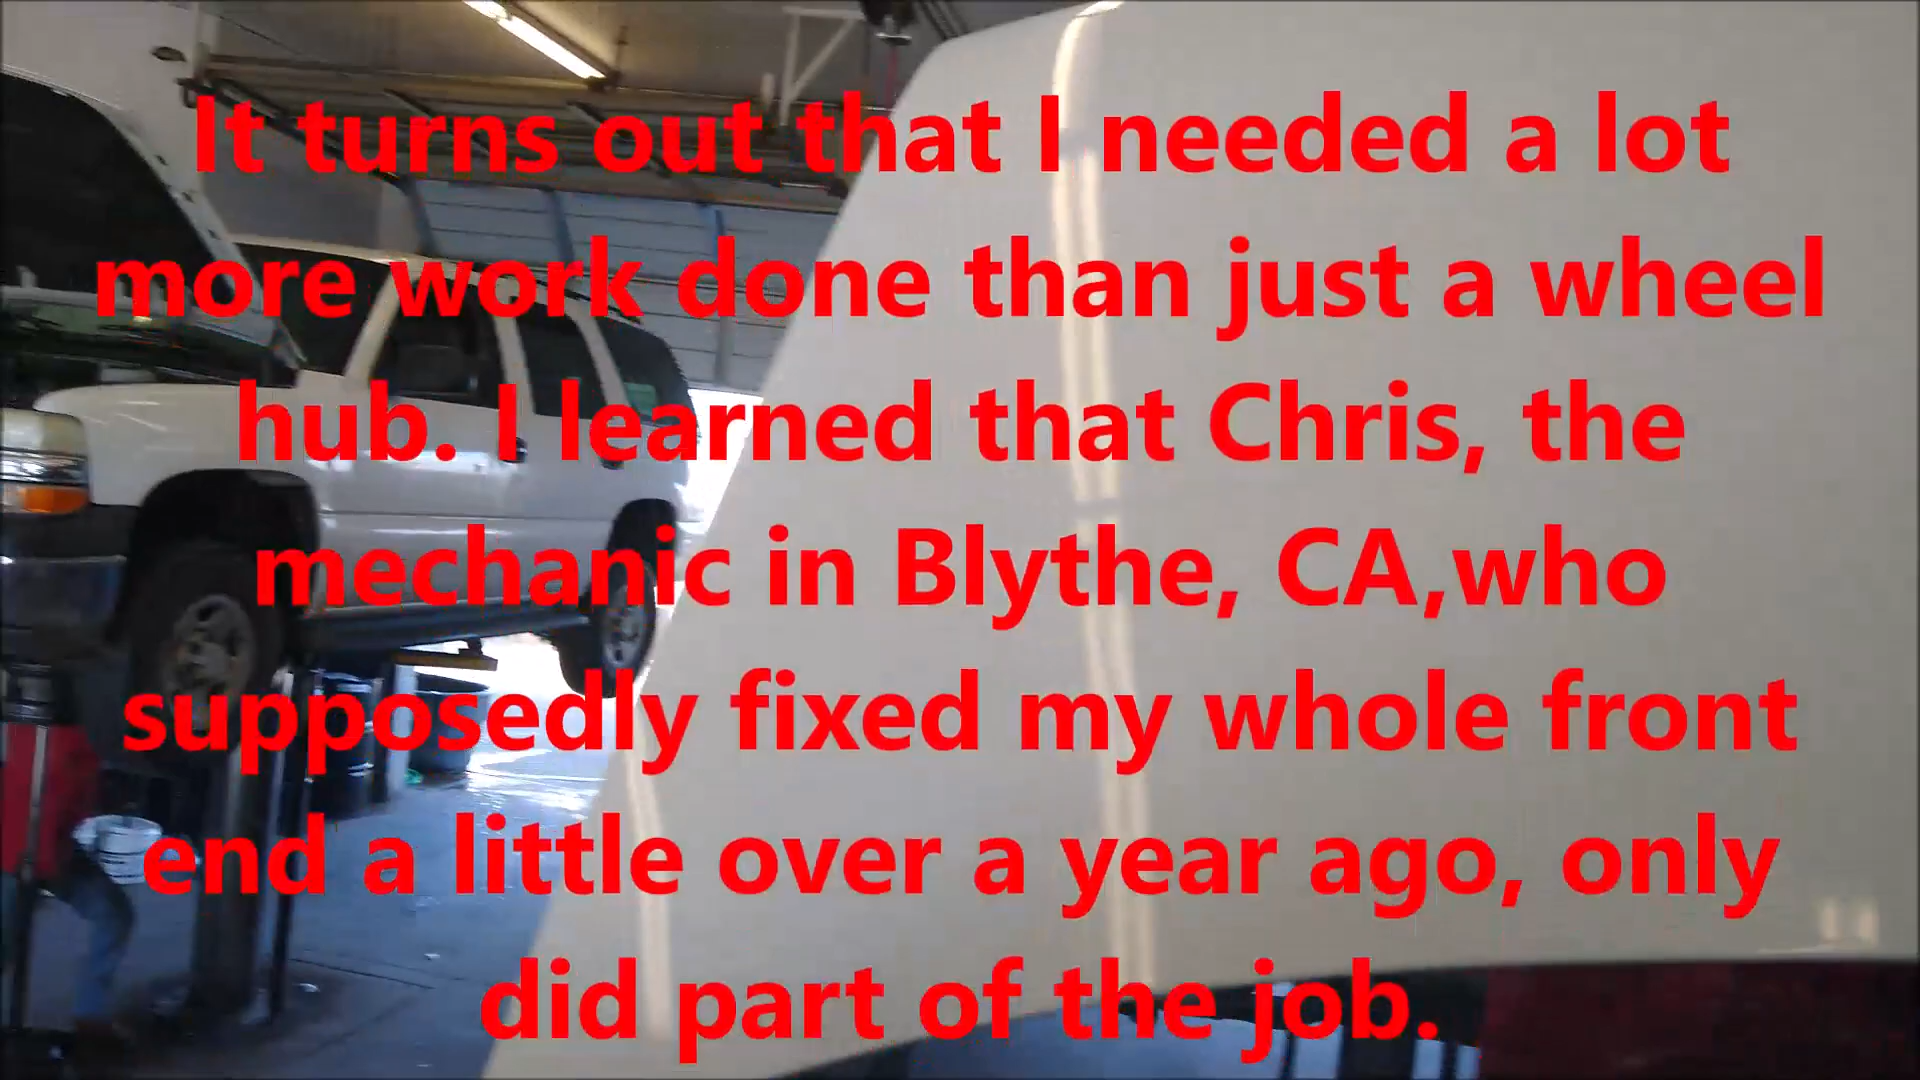 It turns out that I needed a lot
more work done than just a wheel
hub. I learned that Chris, the
mechanic in Blythe, CA,who
supposedly fixed my whole front
end a little over a year ago, only
did part of the job.